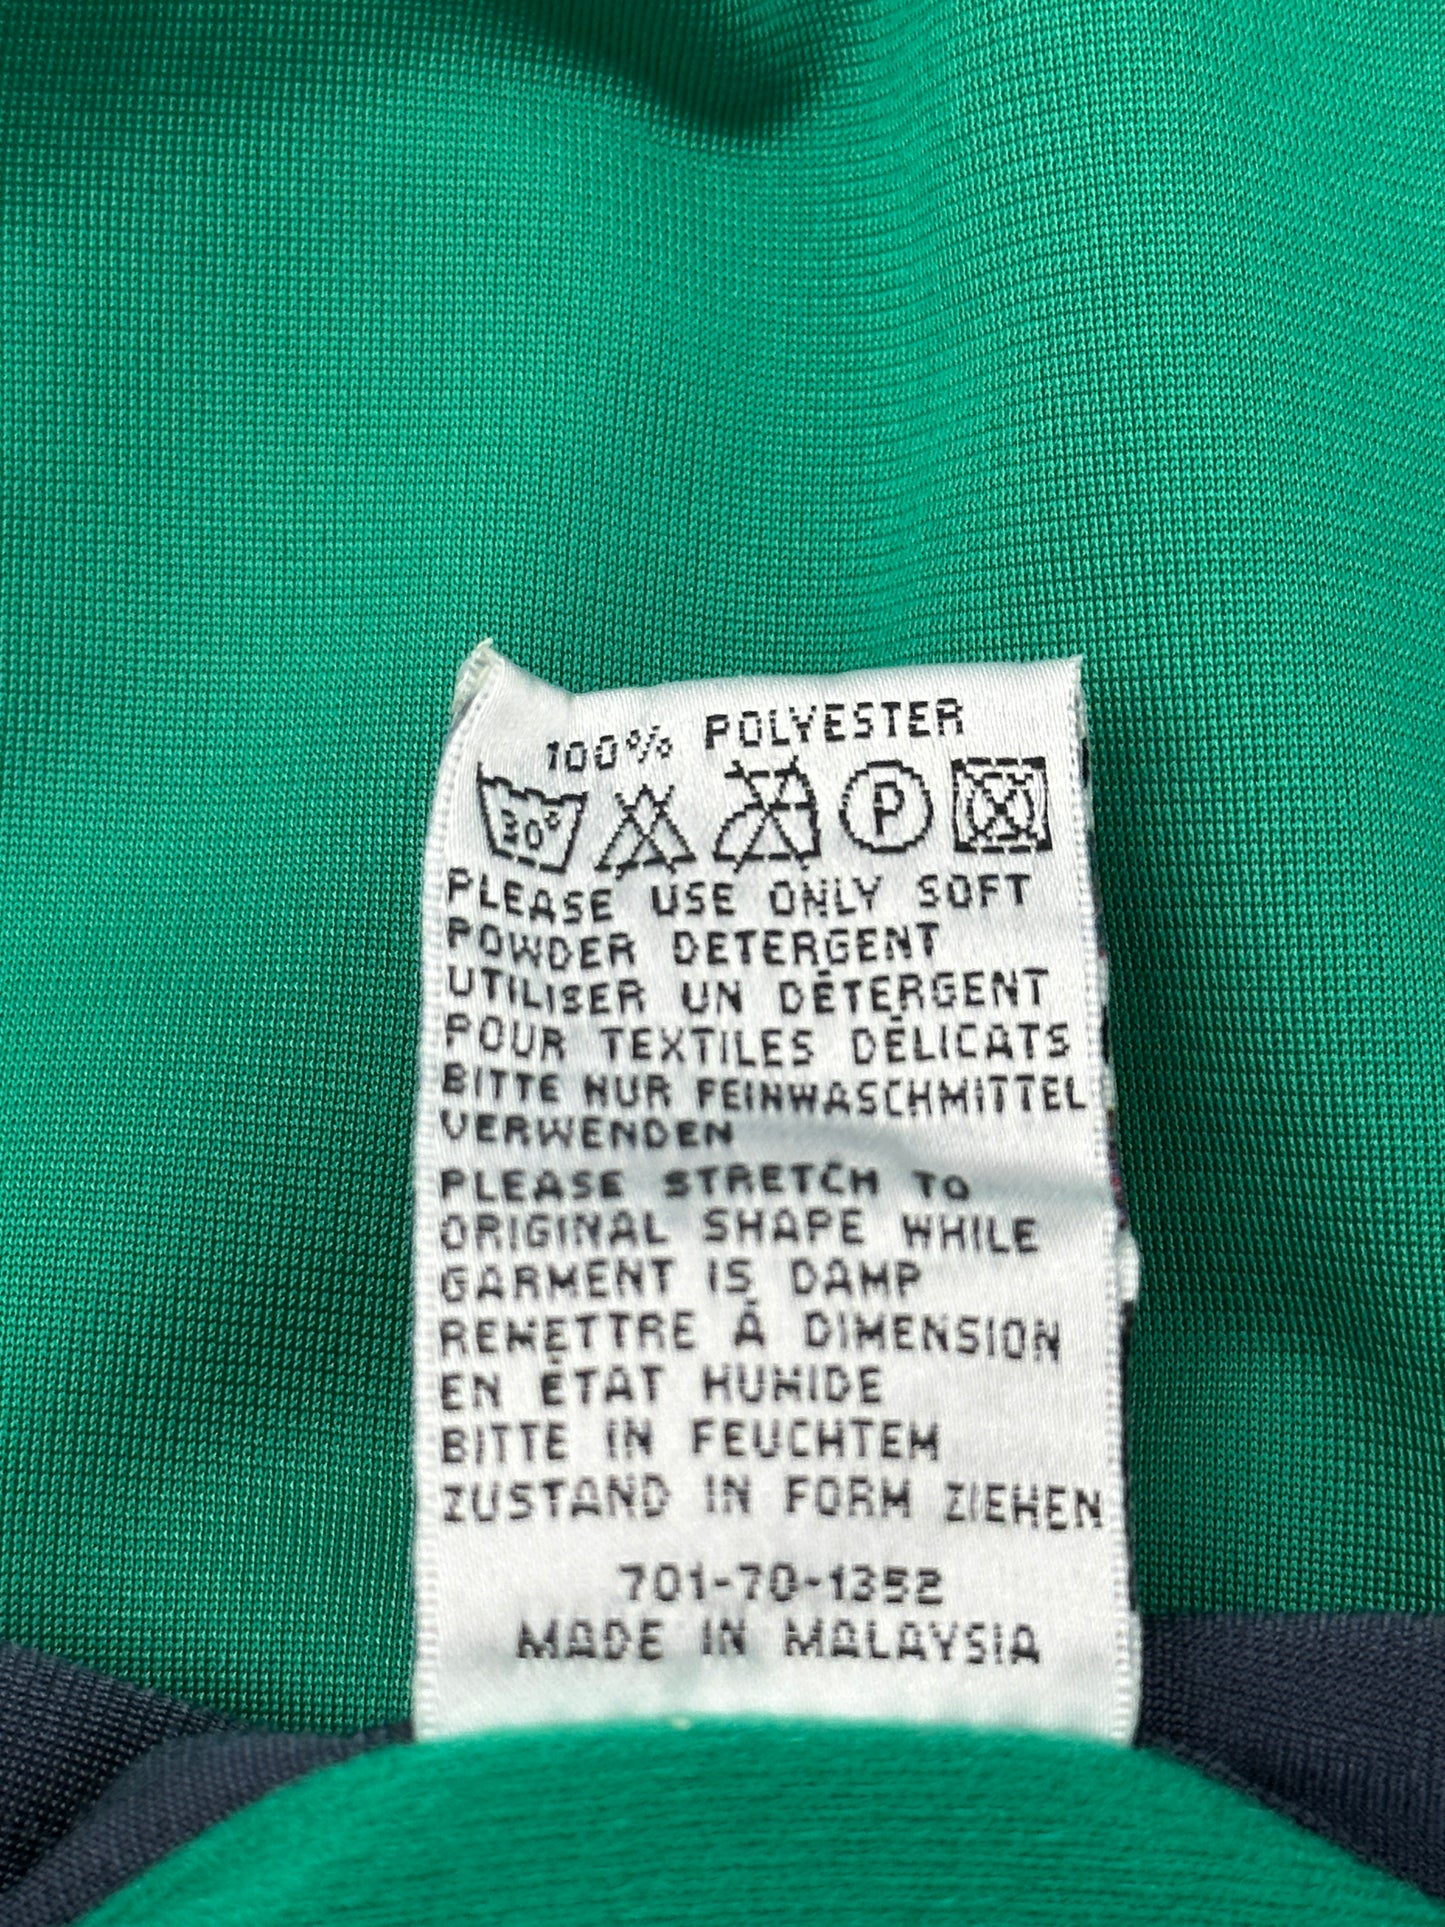 100% POLYESTER
30° P
PLEASE USE ONLY SOFT
POWDER DETERGENT
UTILISER UN DÉTERGENT
POUR TEXTILES DÉLICATS
BITTE NUR FEINWASCHMITTEL
VERWENDEN
PLEASE STRETCH TO
ORIGINAL SHAPE WHILE
GARMENT IS DAMP
REMETTRE À DIMENSION
EN ÉTAT HUMIDE
BITTE IN FEUCHTEM
ZUSTAND IN FORM ZIEHEN
701-70-1352
MADE IN MALAYSIA